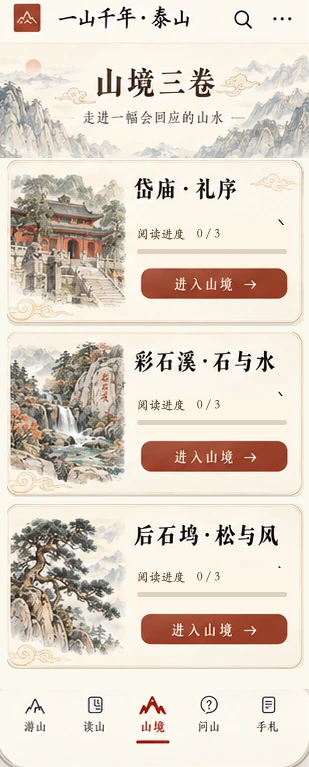 一山千年·泰山
山境三卷
走进一幅会回应的山水
岱庙·礼序
阅读进度 0/3
进入山境 →
彩石溪·石与水
阅读进度 0/3
进入山境 →
后石坞·松与风
阅读进度 0/3
进入山境 →
游山 读山 山境 问山 手札